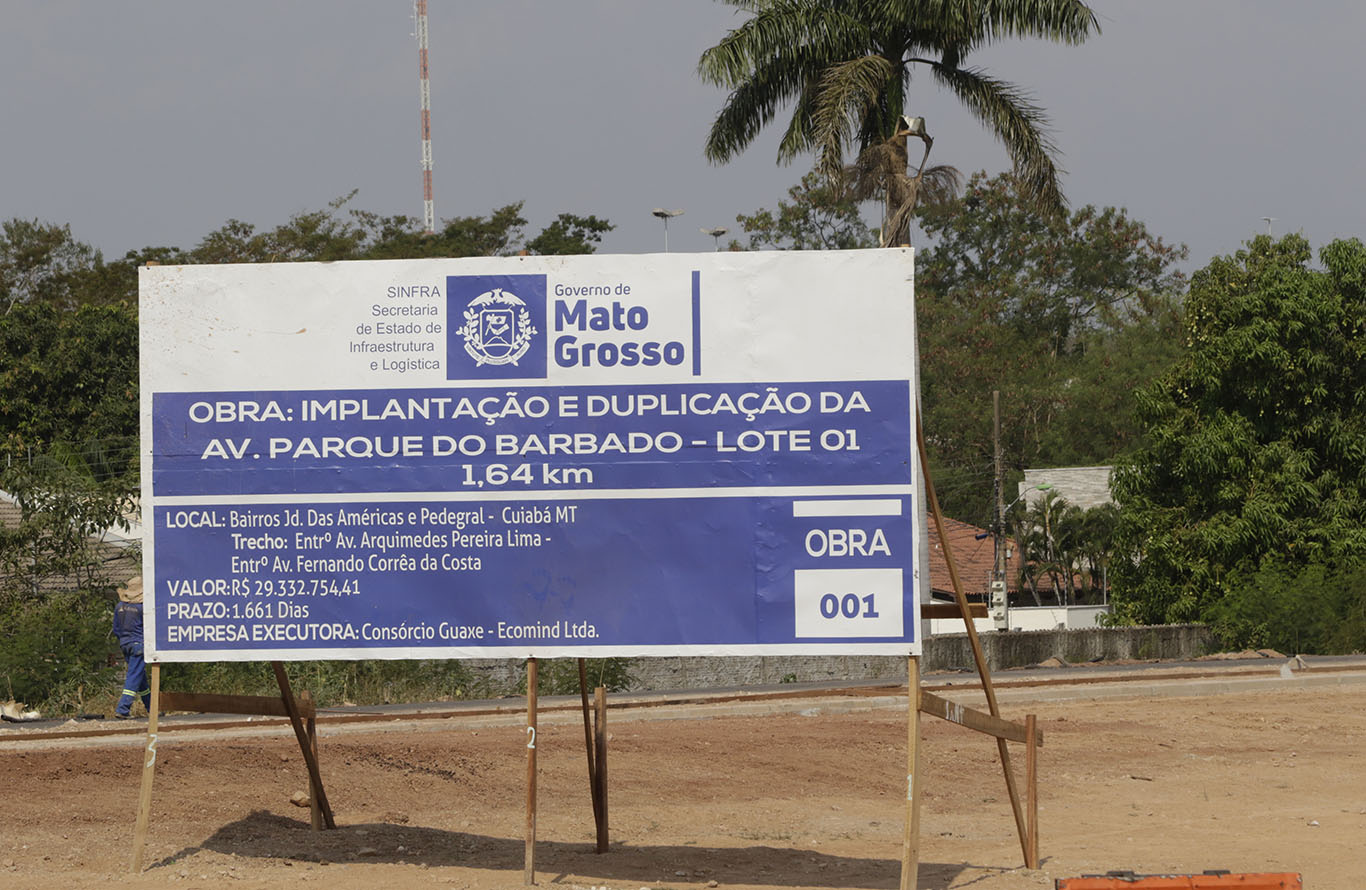 SINFRA
Secretaria
de Estado de
Infraestrutura
e Logística
Governo de
Mato
Grosso
OBRA: IMPLANTAÇÃO E DUPLICAÇÃO DA
AV. PARQUE DO BARBADO - LOTE 01
1,64 km
LOCAL: Bairros Jd. Das Américas e Pedegral - Cuiabá MT
Trecho: Entrº Av. Arquimedes Pereira Lima -
Entrº Av. Fernando Corrêa da Costa
VALOR:R$ 29.332.754,41
PRAZO:1.661 Dias
EMPRESA EXECUTORA: Consórcio Guaxe - Ecomind Ltda.
OBRA
001
3
2
1